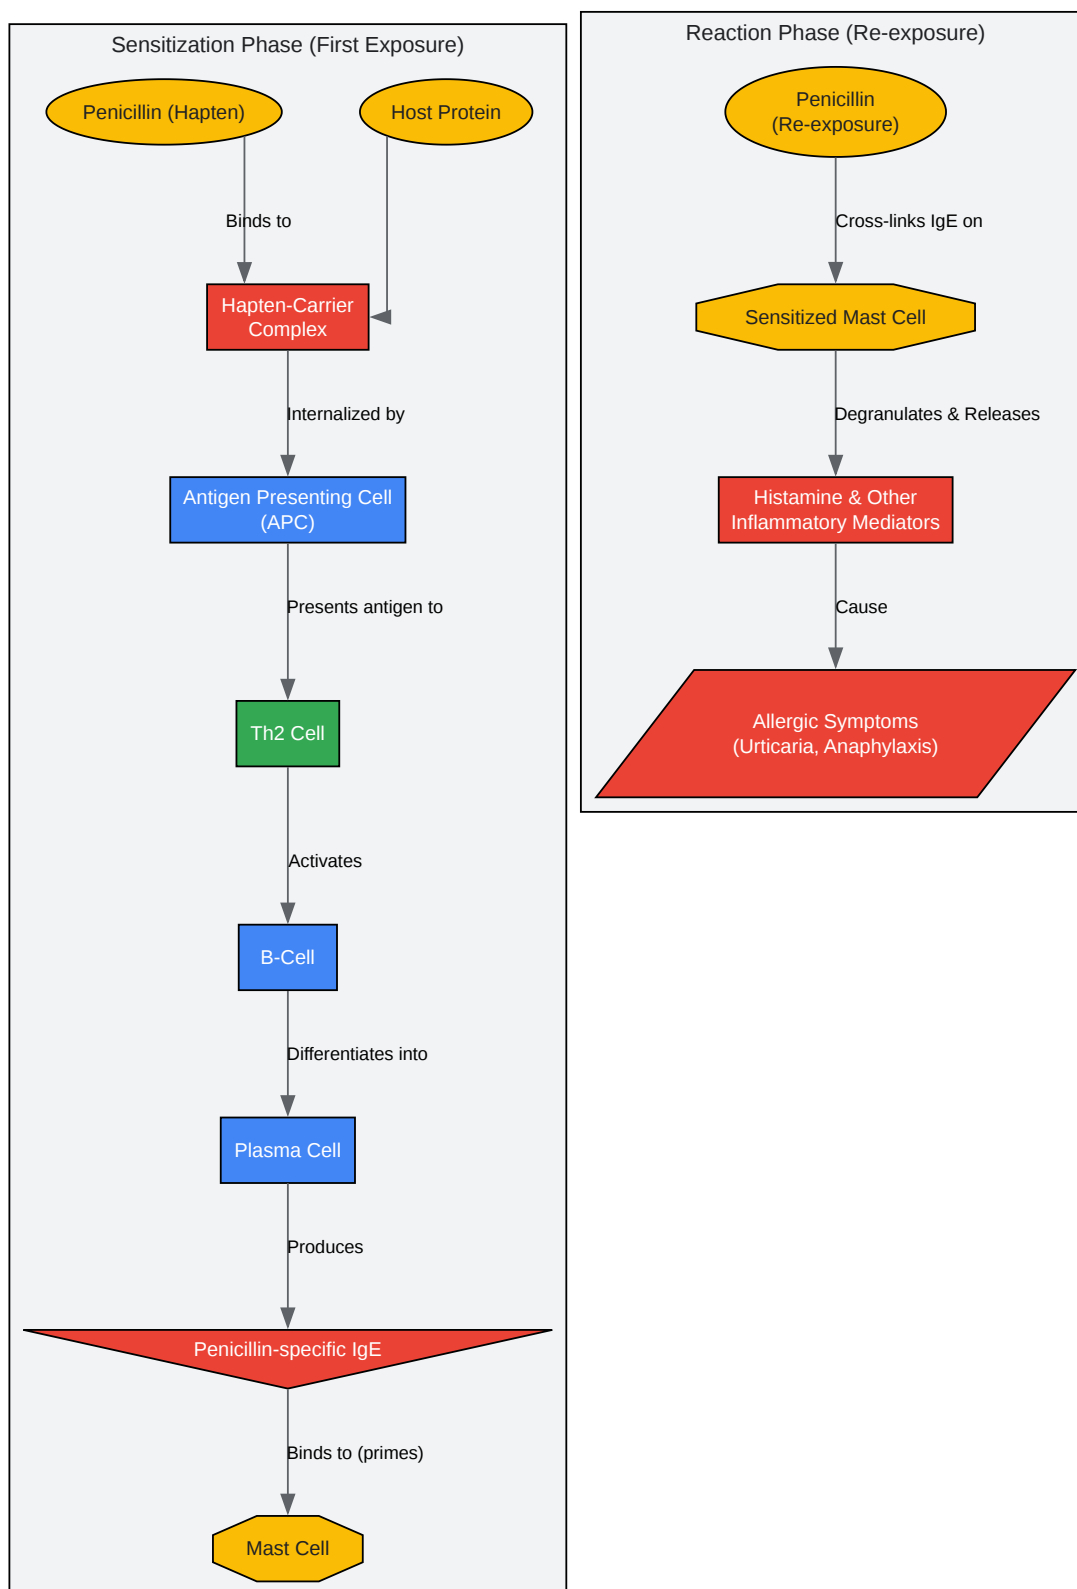 Sensitization Phase (First Exposure)
Penicillin (Hapten)
Host Protein
Binds to
Hapten-Carrier
Complex
Internalized by
Antigen Presenting Cell
(APC)
Presents antigen to
Th2 Cell
Activates
B-Cell
Differentiates into
Plasma Cell
Produces
Penicillin-specific IgE
Binds to (primes)
Mast Cell
Reaction Phase (Re-exposure)
Penicillin
(Re-exposure)
Cross-links IgE on
Sensitized Mast Cell
Degranulates & Releases
Histamine & Other
Inflammatory Mediators
Cause
Allergic Symptoms
(Urticaria, Anaphylaxis)